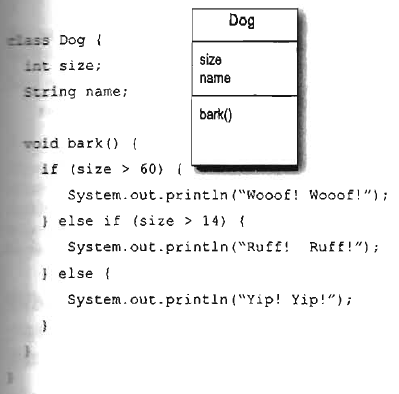 Dog
size
name
bark()
class Dog {
int size;
String name;
void bark() {
if (size > 60) {
System.out.println("Wooof! Wooof!");
} else if (size > 14) {
System.out.println("Ruff!  Ruff!");
} else {
System.out.println("Yip! Yip!");
}
}
}